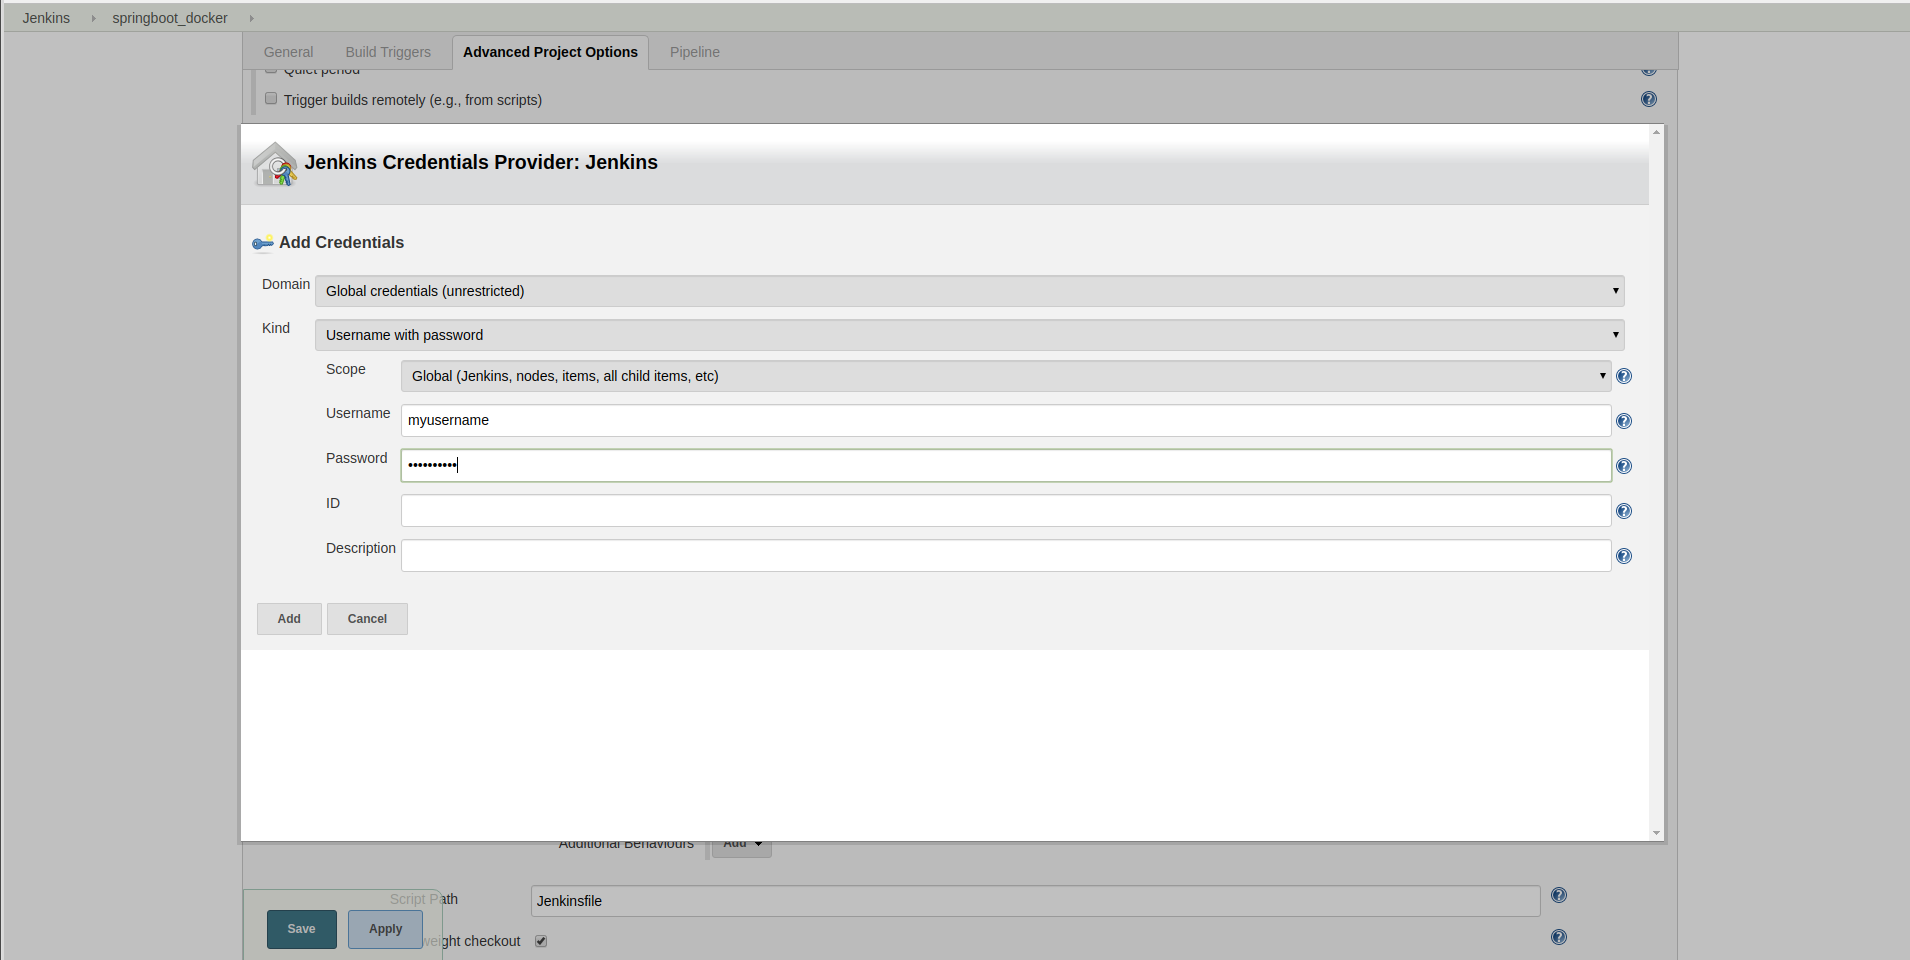 Jenkins springboot_docker
General Build Triggers Advanced Project Options Pipeline
Quiet period
Trigger builds remotely (e.g., from scripts)
Jenkins Credentials Provider: Jenkins
Add Credentials
Domain Global credentials (unrestricted)
Kind Username with password
Scope Global (Jenkins, nodes, items, all child items, etc)
Username myusername
Password ••••••••••
ID
Description
Add Cancel
Additional Behaviours Add
Script Path Jenkinsfile
Save Apply
weight checkout